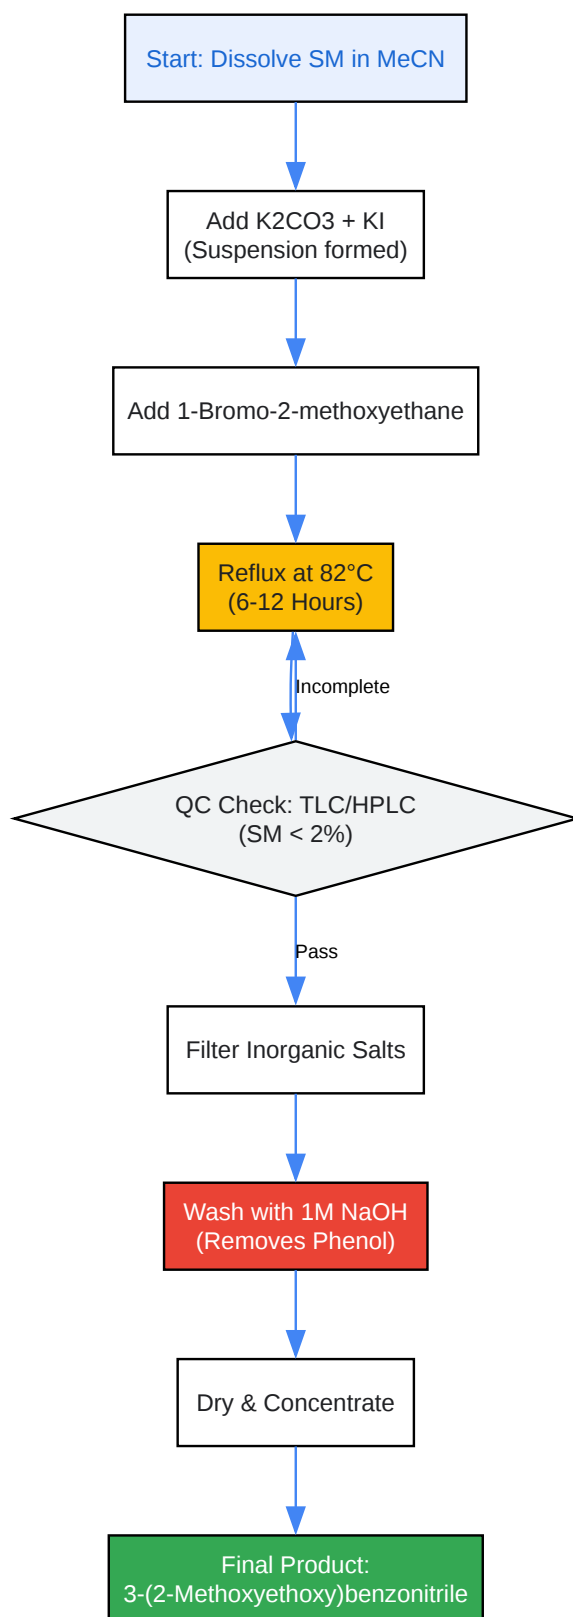 Start: Dissolve SM in MeCN
Add K2CO3 + KI
(Suspension formed)
Add 1-Bromo-2-methoxyethane
Reflux at 82°C
(6-12 Hours)
Incomplete
QC Check: TLC/HPLC
(SM < 2%)
Pass
Filter Inorganic Salts
Wash with 1M NaOH
(Removes Phenol)
Dry & Concentrate
Final Product:
3-(2-Methoxyethoxy)benzonitrile